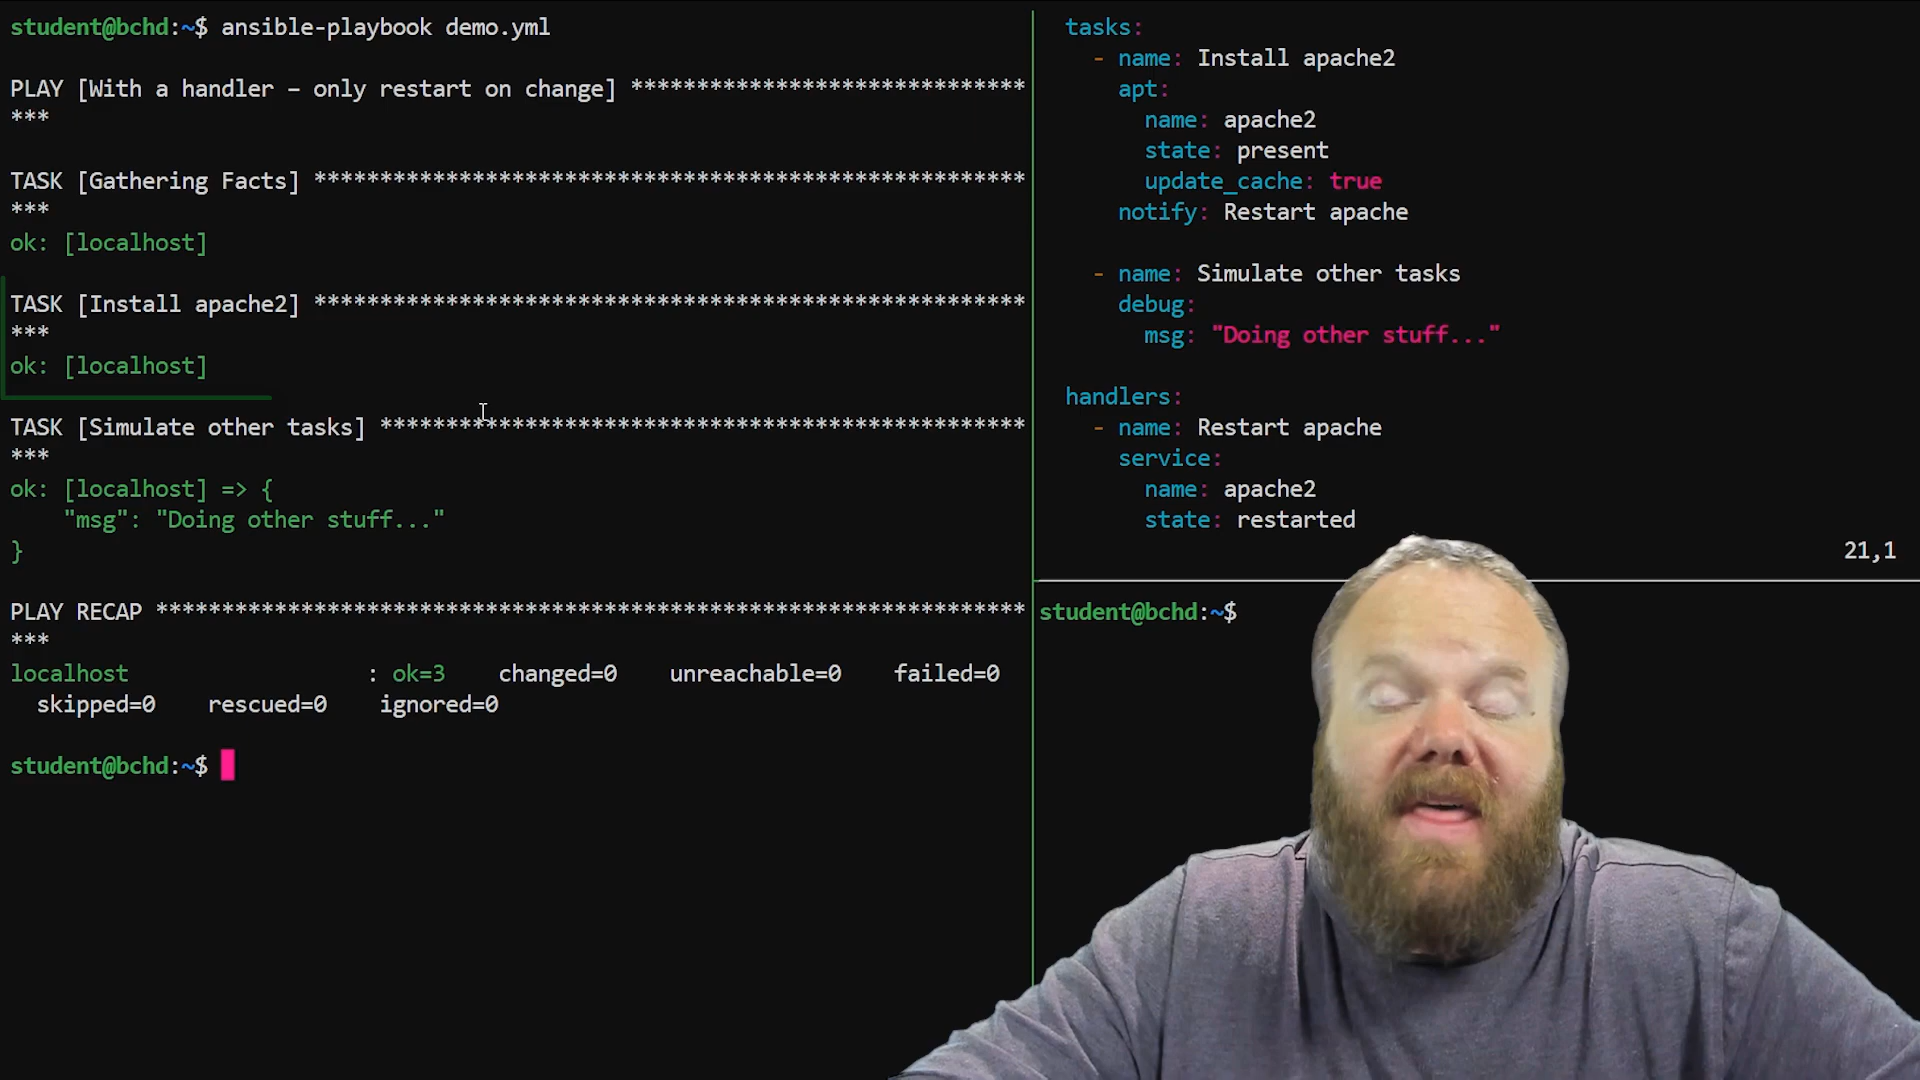 student@bchd:~$ ansible-playbook demo.yml
PLAY [With a handler – only restart on change] ******************************
***
TASK [Gathering Facts] ******************************************************
***
ok: [localhost]
TASK [Install apache2] ******************************************************
***
ok: [localhost]
TASK [Simulate other tasks] *************************************************
***
ok: [localhost] => {
    "msg": "Doing other stuff..."
}
PLAY RECAP ******************************************************************
***
localhost                  : ok=3    changed=0    unreachable=0    failed=0
  skipped=0    rescued=0    ignored=0
student@bchd:~$
tasks:
  - name: Install apache2
    apt:
      name: apache2
      state: present
      update_cache: true
    notify: Restart apache
  - name: Simulate other tasks
    debug:
      msg: "Doing other stuff..."
handlers:
  - name: Restart apache
    service:
      name: apache2
      state: restarted
21,1
student@bchd:~$